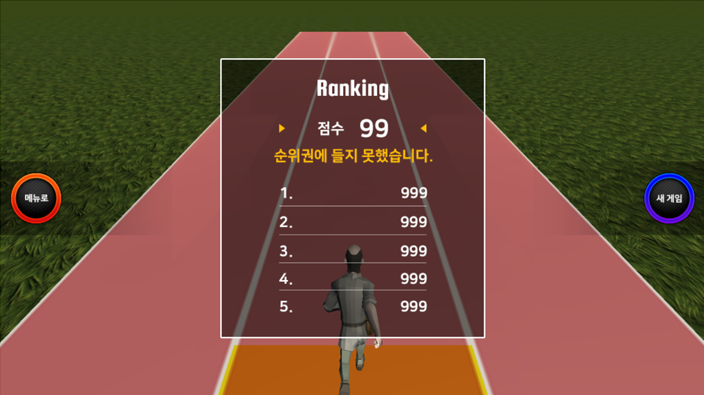 Ranking
점수 99
순위권에 들지 못했습니다.
1. 999
2. 999
3. 999
4. 999
5. 999
메뉴로
새 게임